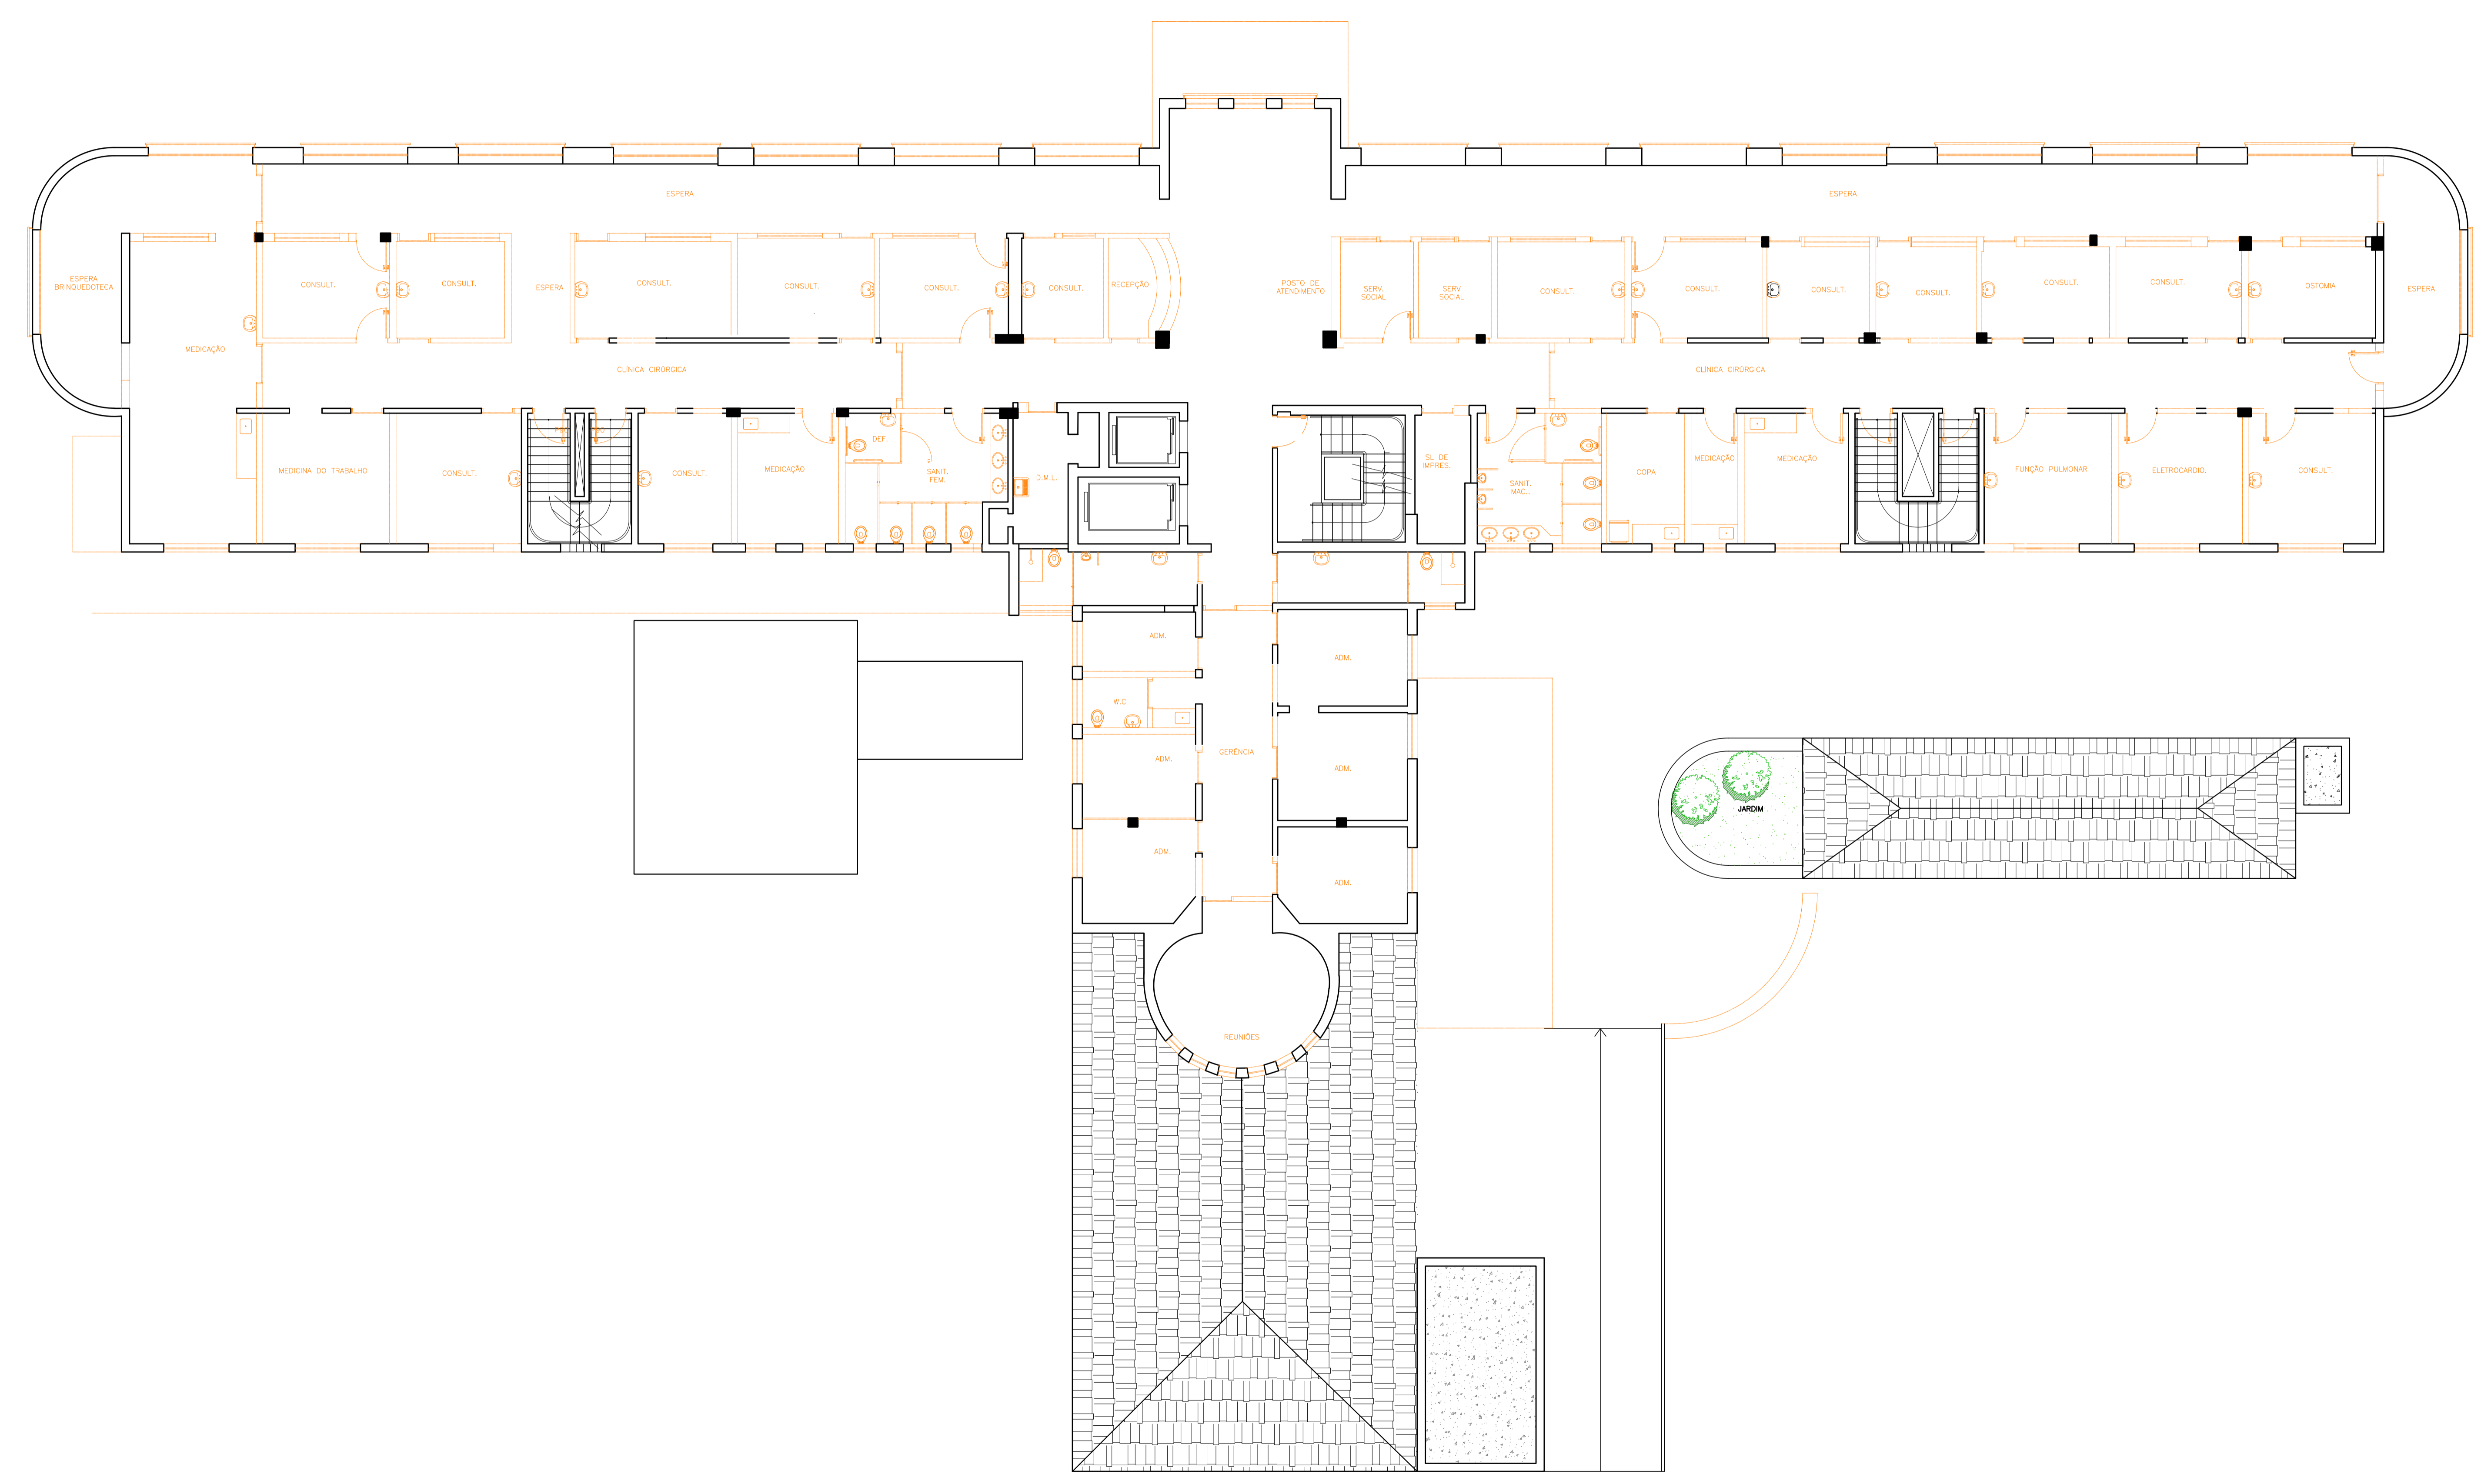 ESPERA
ESPERA
ESPERA
BRINQUEDOTECA
CONSULT.
CONSULT.
ESPERA
CONSULT.
CONSULT.
CONSULT.
CONSULT.
RECEPÇÃO
POSTO DE
ATENDIMENTO
SERV.
SOCIAL
SERV
SOCIAL
CONSULT.
CONSULT.
CONSULT.
CONSULT.
CONSULT.
CONSULT.
OSTOMIA
ESPERA
MEDICAÇÃO
CLÍNICA CIRÚRGICA
CLÍNICA CIRÚRGICA
MEDICINA DO TRABALHO
CONSULT.
CONSULT.
MEDICAÇÃO
DEF.
SANIT.
FEM.
D.M.L.
SL DE
IMPRES.
SANIT.
MAC..
COPA
MEDICAÇÃO
MEDICAÇÃO
FUNÇÃO PULMONAR
ELETROCARDIO.
CONSULT.
ADM.
ADM.
W.C
GERÊNCIA
ADM.
ADM.
ADM.
ADM.
JARDIM
REUNIÕES